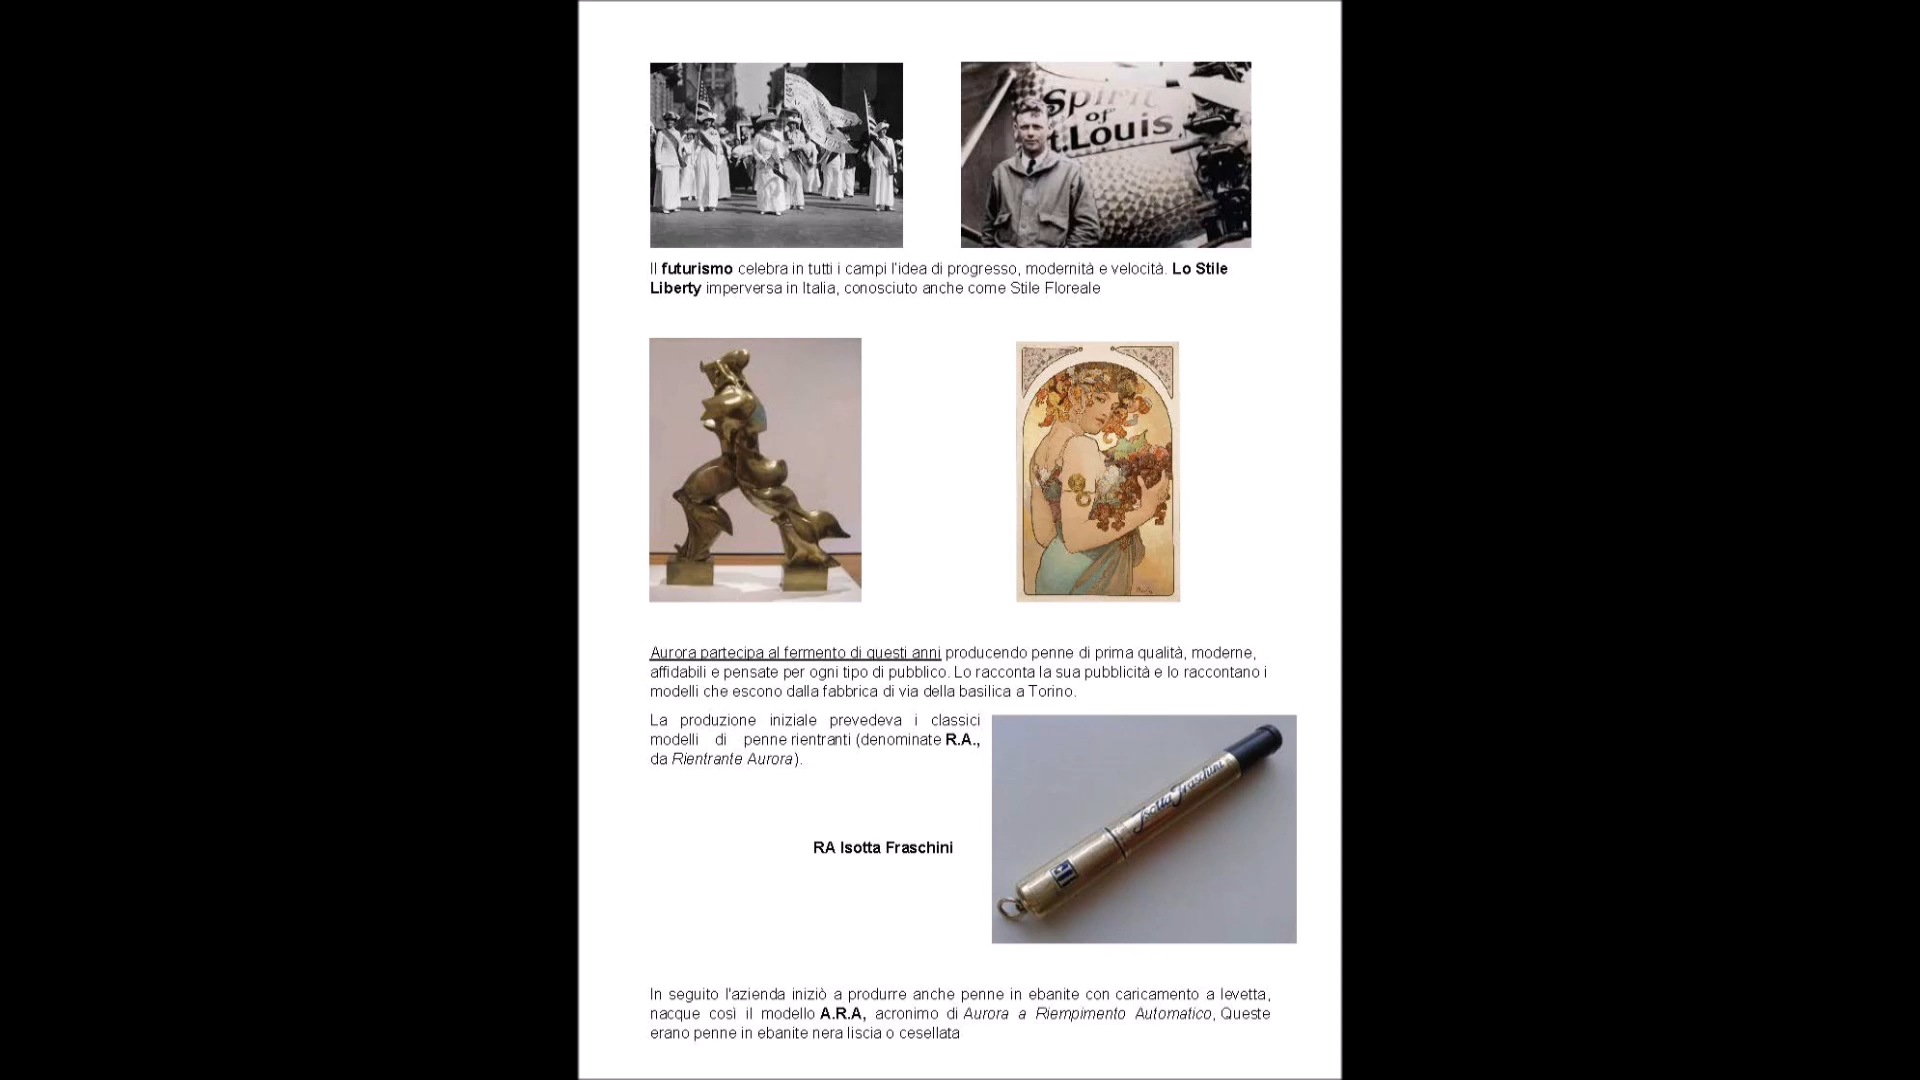 Spirit
of
t.Louis
Il futurismo celebra in tutti i campi l'idea di progresso, modernità e velocità. Lo Stile
Liberty imperversa in Italia, conosciuto anche come Stile Floreale
Aurora partecipa al fermento di questi anni producendo penne di prima qualità, moderne,
affidabili e pensate per ogni tipo di pubblico. Lo racconta la sua pubblicità e lo raccontano i
modelli che escono dalla fabbrica di via della basilica a Torino.
La produzione iniziale prevedeva i classici
modelli di penne rientranti (denominate R.A.,
da Rientrante Aurora).
Isotta Fraschini
RA Isotta Fraschini
In seguito l'azienda iniziò a produrre anche penne in ebanite con caricamento a levetta,
nacque così il modello A.R.A, acronimo di Aurora a Riempimento Automatico, Queste
erano penne in ebanite nera liscia o cesellata